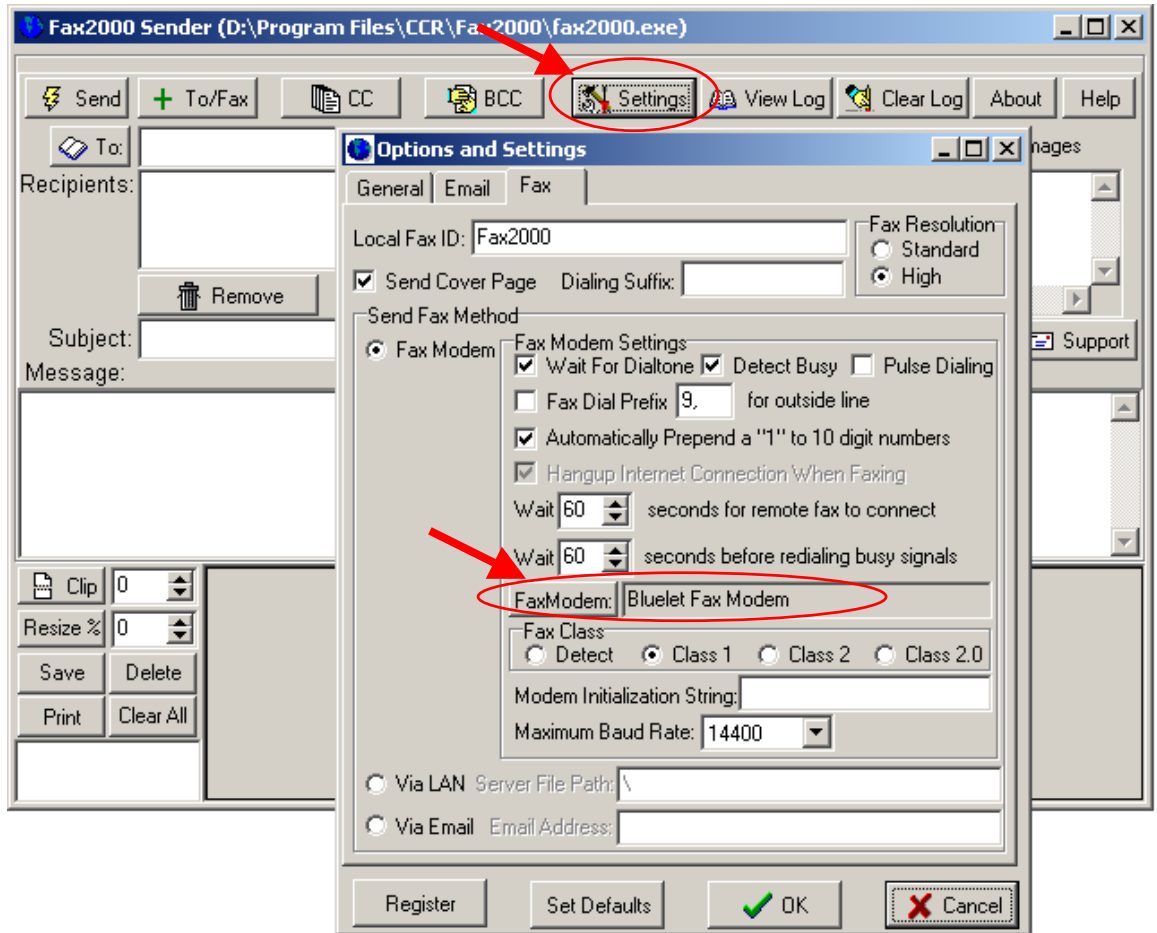 Fax2000 Sender (D:\Program Files\CCR\Fax2000\fax2000.exe)
Send To/Fax CC BCC Settings View Log Clear Log About Help
To:
Recipients:
Remove
Subject:
Message:
Support
Clip 0
Resize % 0
Save Delete
Print Clear All
Options and Settings
General Email Fax
Local Fax ID: Fax2000
Fax Resolution
Standard
High
Send Cover Page Dialing Suffix:
Send Fax Method
Fax Modem
Fax Modem Settings
Wait For Dialtone Detect Busy Pulse Dialing
Fax Dial Prefix 9, for outside line
Automatically Prepend a "1" to 10 digit numbers
Hangup Internet Connection When Faxing
Wait 60 seconds for remote fax to connect
Wait 60 seconds before redialing busy signals
FaxModem: Bluelet Fax Modem
Fax Class
Detect Class 1 Class 2 Class 2.0
Modem Initialization String:
Maximum Baud Rate: 14400
Via LAN Server File Path: \
Via Email Email Address:
Register Set Defaults OK Cancel